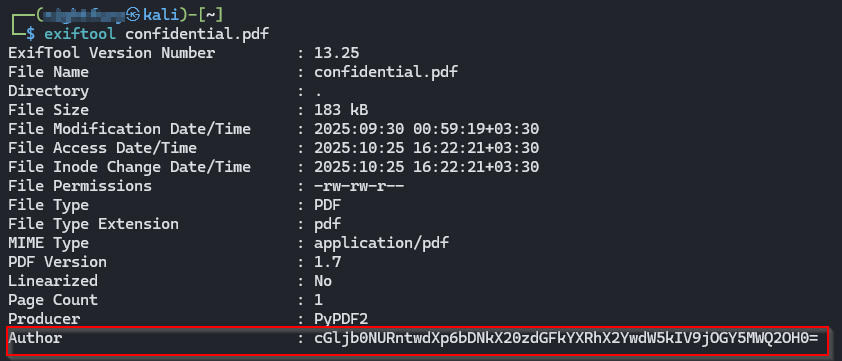 kali)-[~]
$ exiftool confidential.pdf
ExifTool Version Number : 13.25
File Name : confidential.pdf
Directory : .
File Size : 183 kB
File Modification Date/Time : 2025:09:30 00:59:19+03:30
File Access Date/Time : 2025:10:25 16:22:21+03:30
File Inode Change Date/Time : 2025:10:25 16:22:21+03:30
File Permissions : -rw-rw-r--
File Type : PDF
File Type Extension : pdf
MIME Type : application/pdf
PDF Version : 1.7
Linearized : No
Page Count : 1
Producer : PyPDF2
Author : cGljb0NURntwdXp6bDNkX20zdGFkYXRhX2YwdW5kIV9jOGY5MWQ2OH0=